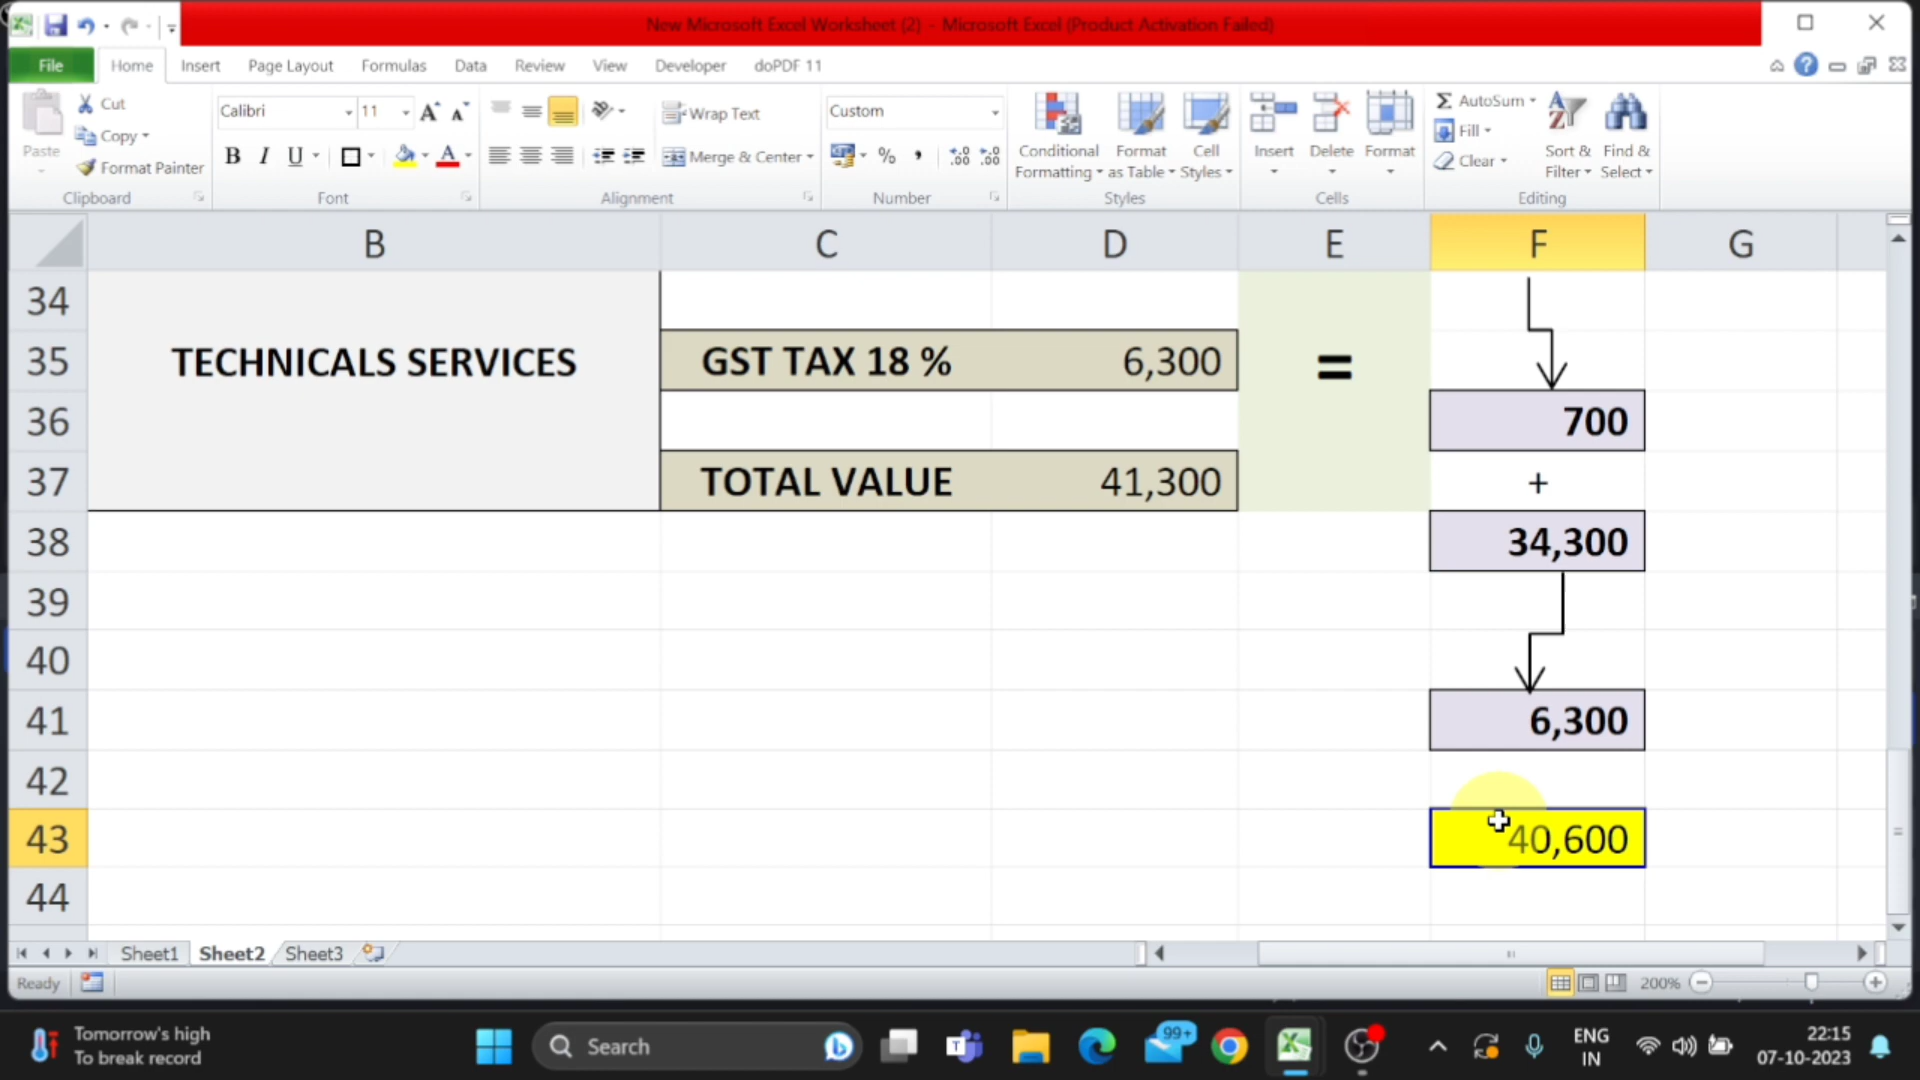 New Microsoft Excel Worksheet (2) - Microsoft Excel (Product Activation Failed)
File Home Insert Page Layout Formulas Data Review View Developer doPDF 11
Paste
Cut
Copy
Format Painter
Clipboard
Calibri 11
B I U
Font
Wrap Text
Merge & Center
Alignment
Custom
%
Number
Conditional Formatting
Format as Table
Cell Styles
Styles
Insert Delete Format
Cells
AutoSum
Fill
Clear
Sort & Filter
Find & Select
Editing
B C D E F G
34
35 TECHNICALS SERVICES GST TAX 18 % 6,300 =
36 700
37 TOTAL VALUE 41,300 +
38 34,300
39
40
41 6,300
42
43 40,600
44
Sheet1 Sheet2 Sheet3
Ready 200%
Tomorrow's high
To break record
Search
99+
ENG
IN
22:15
07-10-2023